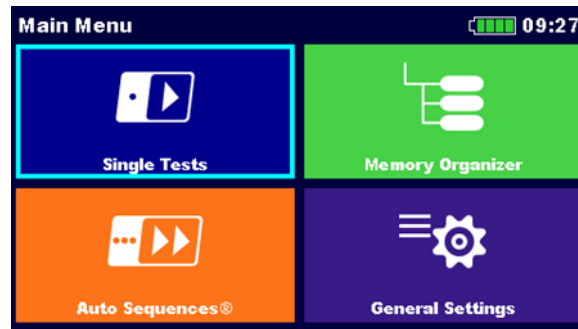 Main Menu 09:27
Single Tests Memory Organizer
Auto Sequences® General Settings